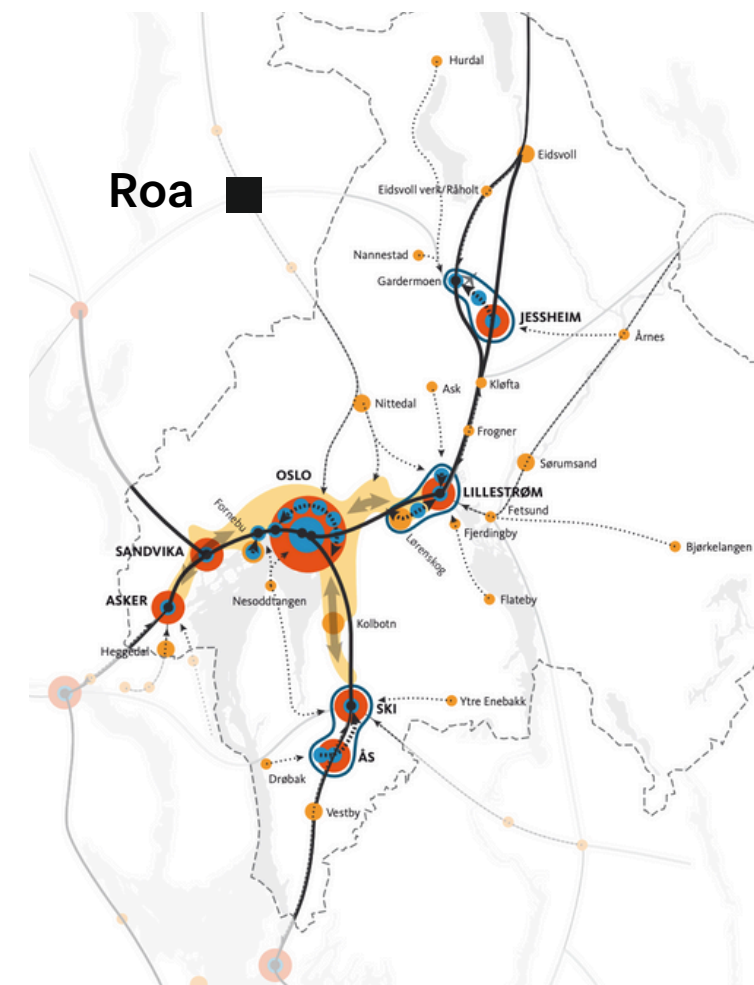 Hurdal
Eidsvoll
Roa
Eidsvoll verk/Råholt
Nannestad
Gardermoen
JESSHEIM
Årnes
Kløfta
Ask
Nittedal
Frogner
Sørumsand
OSLO
LILLESTRØM
Fornebu
Fetsund
Fjerdingby
Lørenskog
SANDVIKA
Bjørkelangen
ASKER
Nesoddtangen
Flateby
Kolbotn
Heggedal
Ytre Enebakk
SKI
ÅS
Drøbak
Vestby